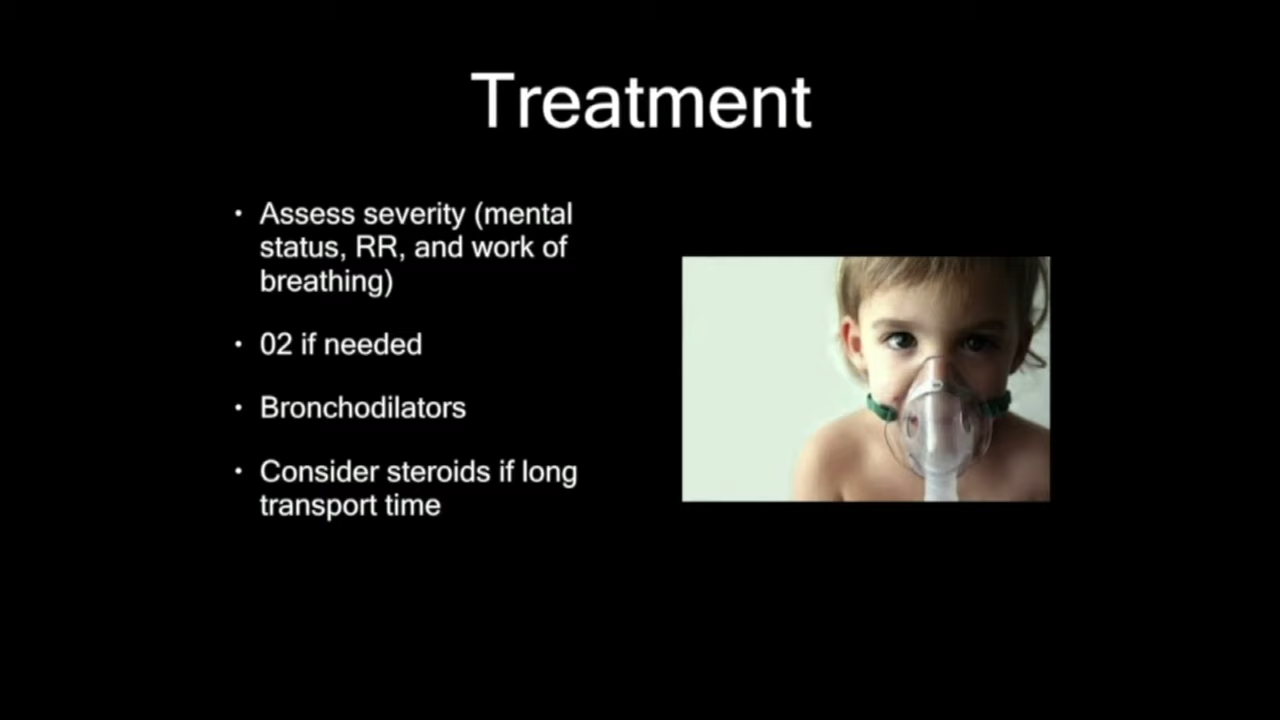 Treatment
• Assess severity (mental
status, RR, and work of
breathing)
• 02 if needed
• Bronchodilators
• Consider steroids if long
transport time